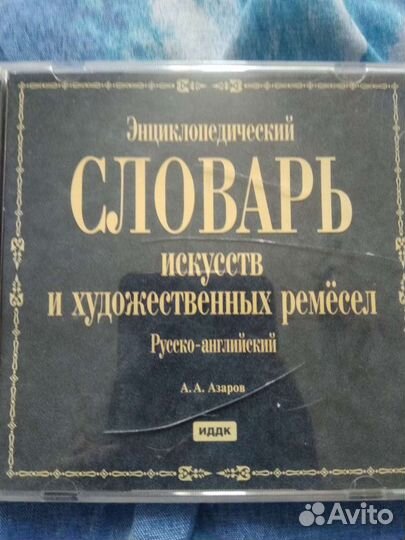 Энциклопедический
СЛОВАРЬ
искусств
и художественных ремёсел
Русско-английский
А. А. Азаров
ИДДК
Avito